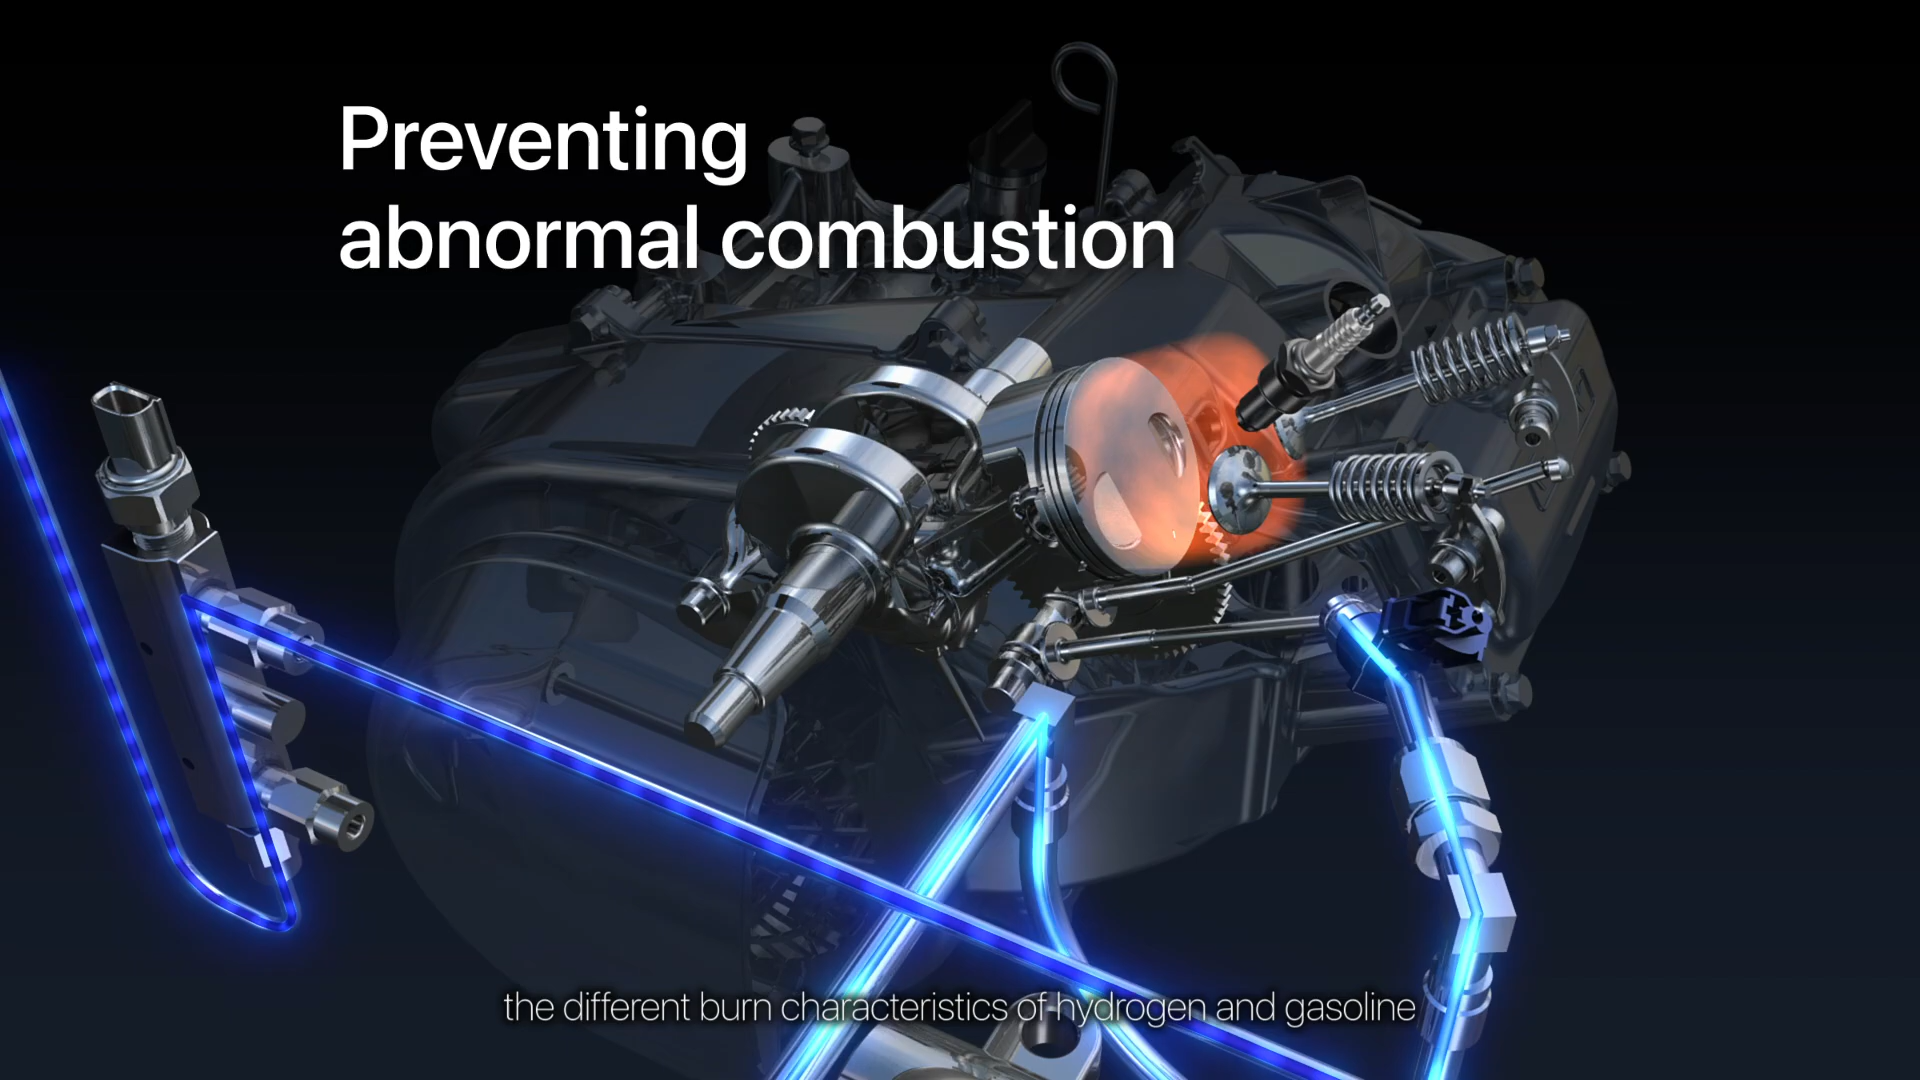 Preventing
abnormal combustion
the different burn characteristics of hydrogen and gasoline